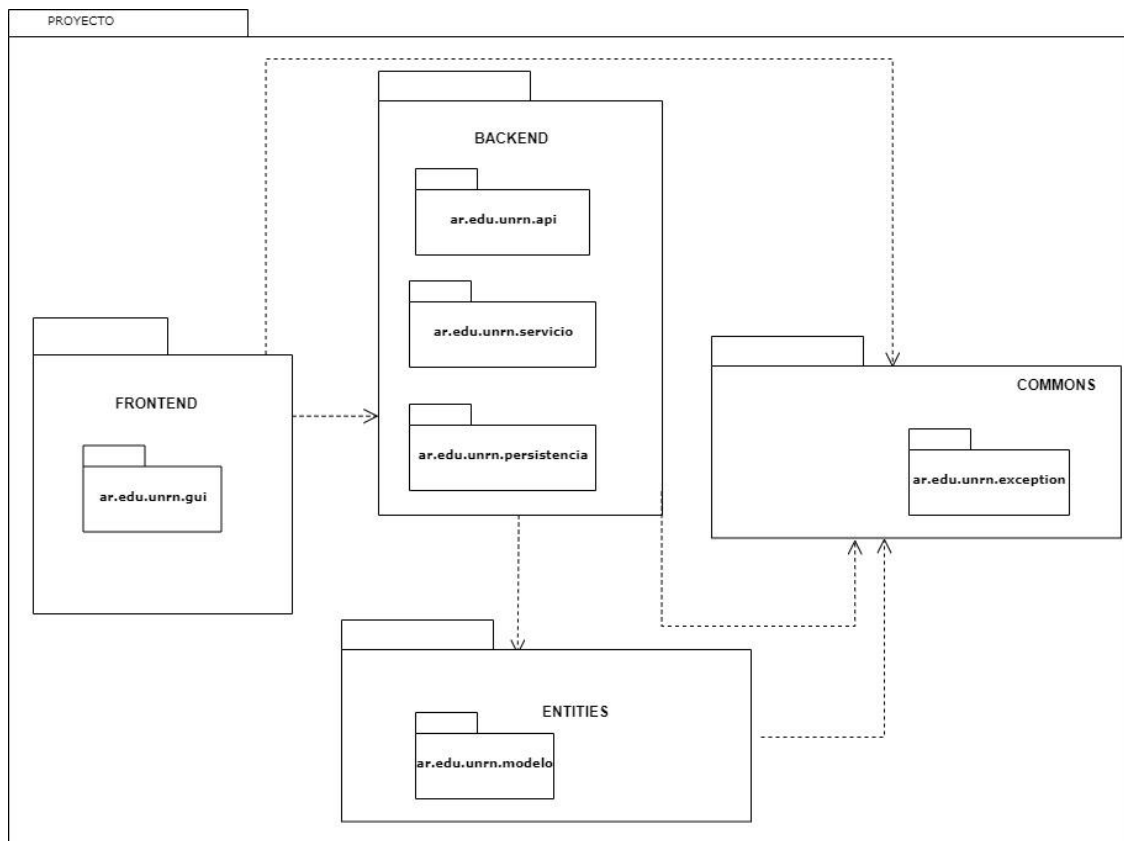 PROYECTO
BACKEND
ar.edu.unrn.api
ar.edu.unrn.servicio
ar.edu.unrn.persistencia
FRONTEND
ar.edu.unrn.gui
COMMONS
ar.edu.unrn.exception
ENTITIES
ar.edu.unrn.modelo